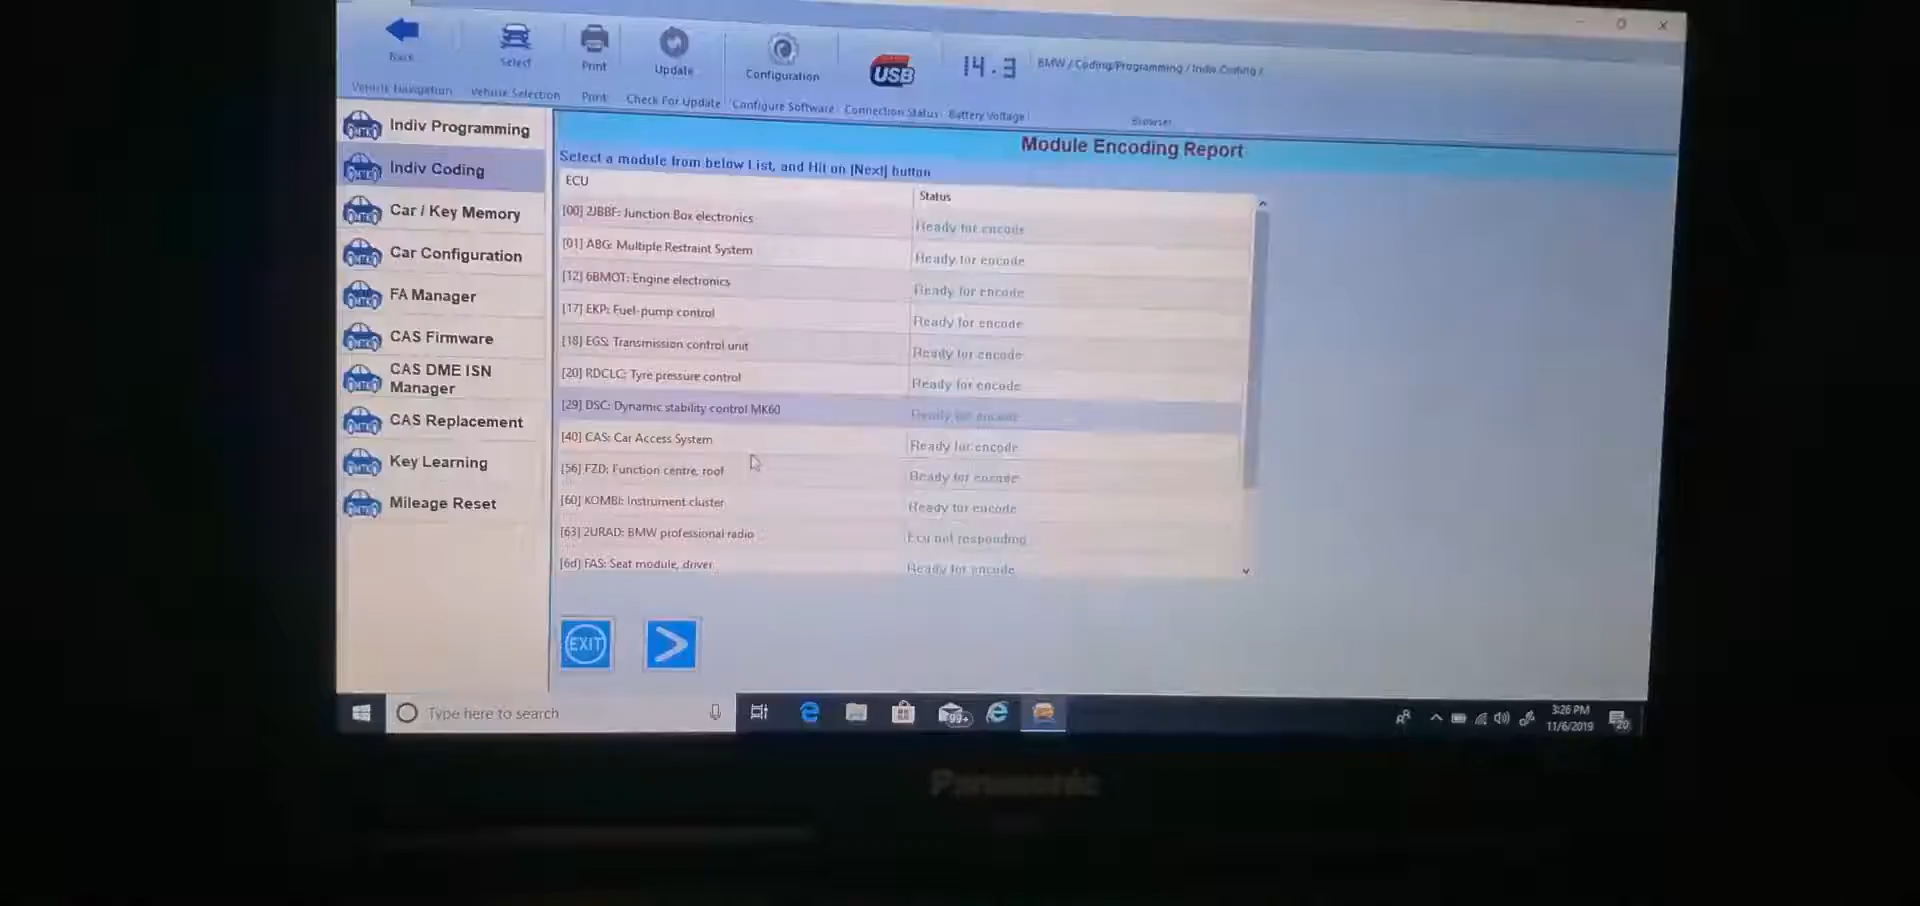 Back
Select
Print
Update
Configuration
USB
14.3
BMW / Coding/Programming / Indiv Coding /
Vehicle Navigation
Vehicle Selection
Print
Check For Update
Configure Software
Connection Status
Battery Voltage
Browser
Indiv Programming
Indiv Coding
Car / Key Memory
Car Configuration
FA Manager
CAS Firmware
CAS DME ISN
Manager
CAS Replacement
Key Learning
Mileage Reset
Module Encoding Report
Select a module from below List, and Hit on [Next] button
ECU Status
[00] 2JBBF: Junction Box electronics Ready for encode
[01] ABG: Multiple Restraint System Ready for encode
[12] 6BMOT: Engine electronics Ready for encode
[17] EKP: Fuel-pump control Ready for encode
[18] EGS: Transmission control unit Ready for encode
[20] RDCLC: Tyre pressure control Ready for encode
[29] DSC: Dynamic stability control MK60 Ready for encode
[40] CAS: Car Access System Ready for encode
[56] FZD: Function centre, roof Ready for encode
[60] KOMBI: Instrument cluster Ready for encode
[63] 2URAD: BMW professional radio Ecu not responding
[6d] FAS: Seat module, driver Ready for encode
EXIT
Type here to search
99+
3:26 PM
11/6/2019
20
Panasonic